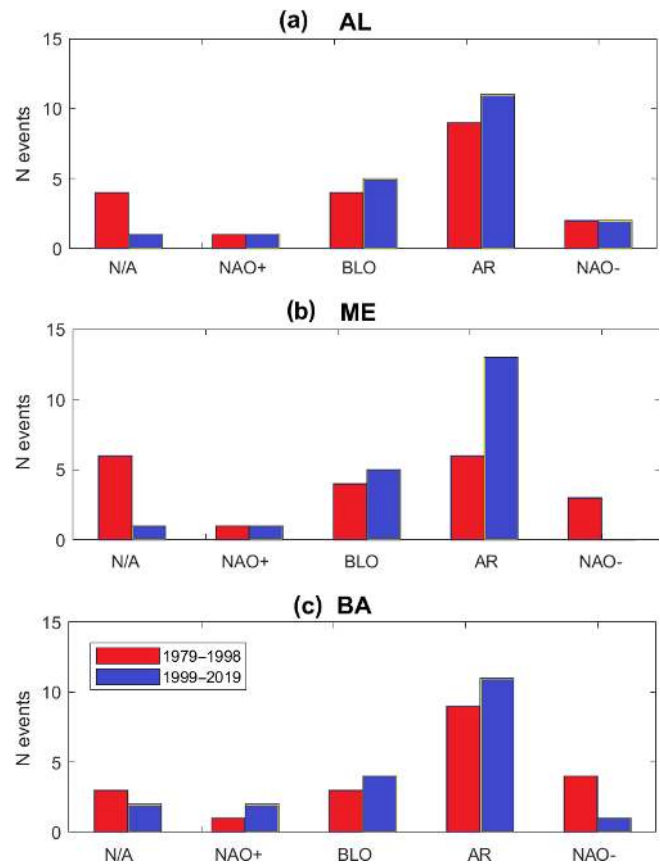 (a) AL
15
10
5
0
N events
N/A NAO+ BLO AR NAO-
(b) ME
15
10
5
0
N events
N/A NAO+ BLO AR NAO-
(c) BA
15
10
5
0
N events
1979–1998
1999–2019
N/A NAO+ BLO AR NAO-